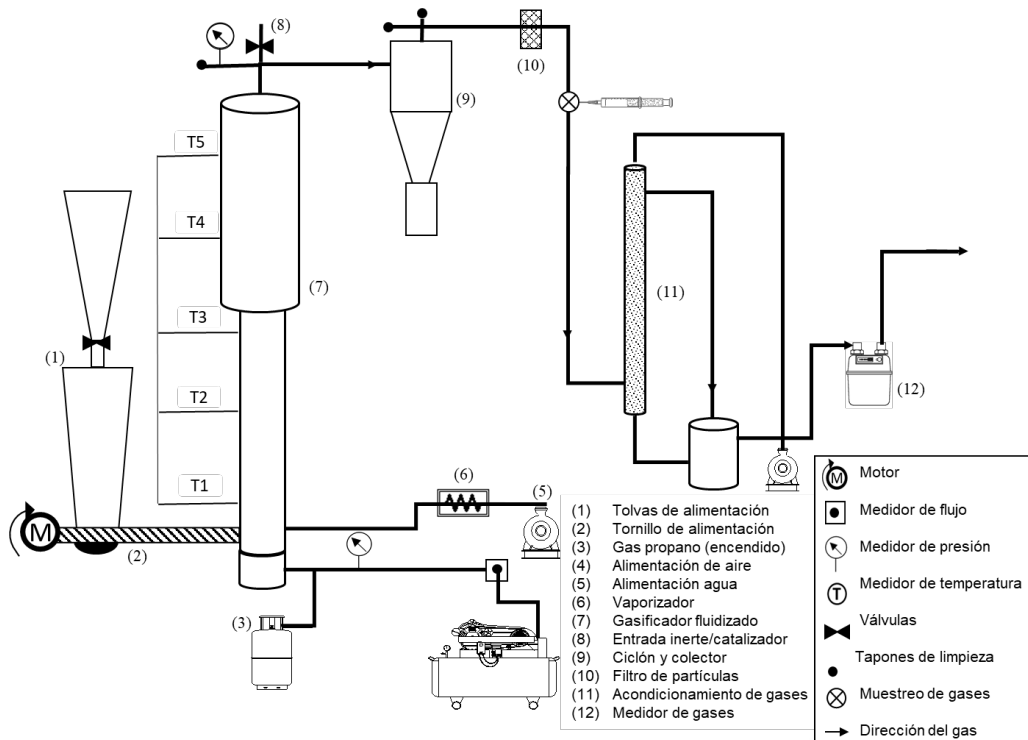 (8)
(10)
(9)
T5
T4
(7)
T3
(11)
(1)
(12)
T2
T1
(6)
(5)
M
(2)
(3)
(1) Tolvas de alimentación
(2) Tornillo de alimentación
(3) Gas propano (encendido)
(4) Alimentación de aire
(5) Alimentación agua
(6) Vaporizador
(7) Gasificador fluidizado
(8) Entrada inerte/catalizador
(9) Ciclón y colector
(10) Filtro de partículas
(11) Acondicionamiento de gases
(12) Medidor de gases
M Motor
Medidor de flujo
Medidor de presión
T Medidor de temperatura
Válvulas
Tapones de limpieza
Muestreo de gases
Dirección del gas